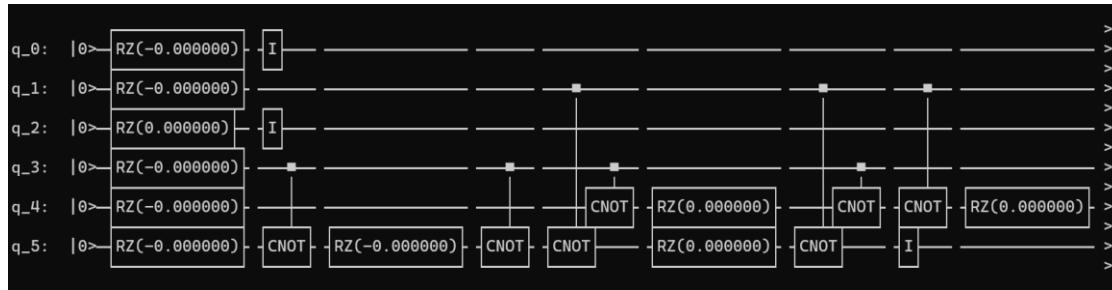 q_0: |0> RZ(-0.000000) I >
q_1: |0> RZ(-0.000000) >
q_2: |0> RZ(0.000000) I >
q_3: |0> RZ(-0.000000) >
q_4: |0> RZ(-0.000000) CNOT RZ(0.000000) CNOT CNOT RZ(0.000000) >
q_5: |0> RZ(-0.000000) CNOT RZ(-0.000000) CNOT CNOT RZ(0.000000) CNOT I >